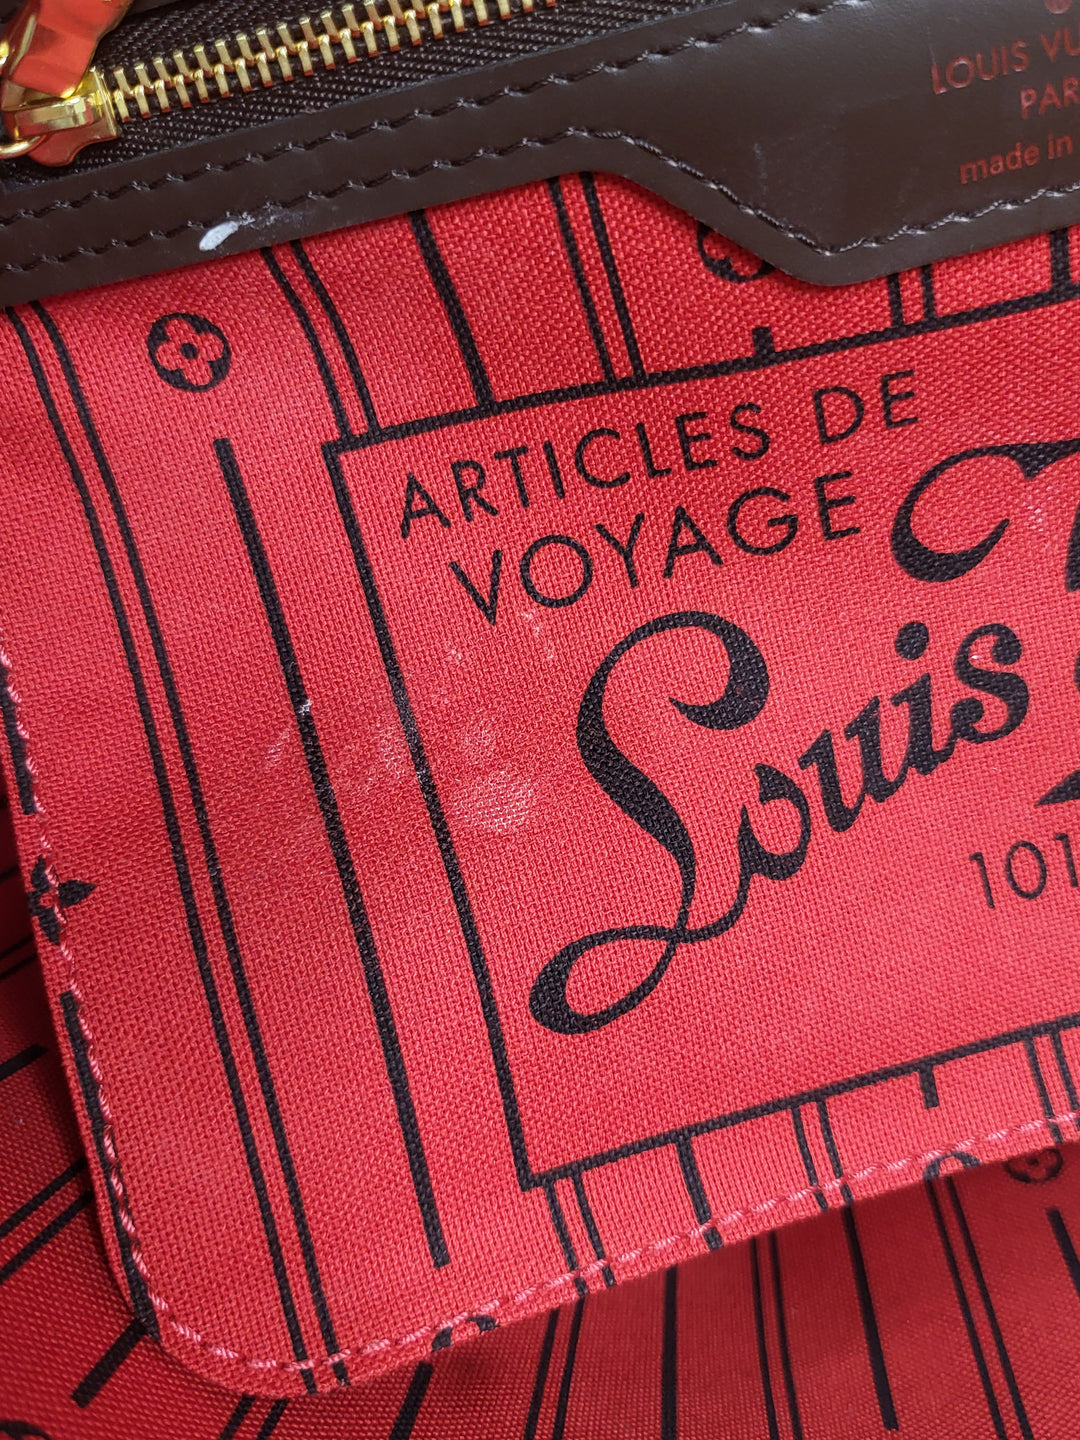 LOUIS VU
PAR
made in
ARTICLES DE
VOYAGE
Louis
101